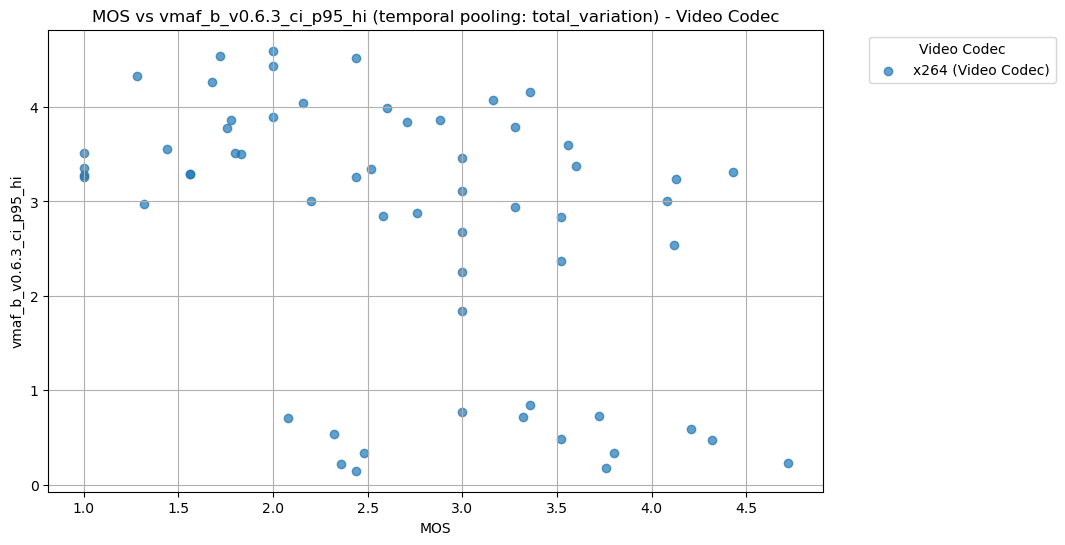 MOS vs vmaf_b_v0.6.3_ci_p95_hi (temporal pooling: total_variation) - Video Codec
Video Codec
x264 (Video Codec)
vmaf_b_v0.6.3_ci_p95_hi
4
3
2
1
0
1.0 1.5 2.0 2.5 3.0 3.5 4.0 4.5
MOS